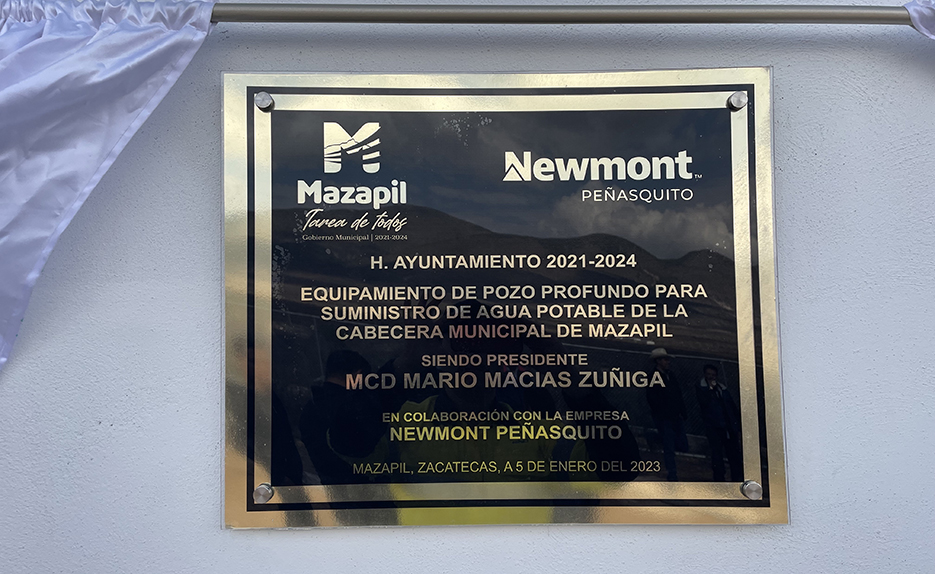 Mazapil
Tarea de todos
Gobierno Municipal | 2021-2024
Newmont™
PEÑASQUITO
H. AYUNTAMIENTO 2021-2024
EQUIPAMIENTO DE POZO PROFUNDO PARA
SUMINISTRO DE AGUA POTABLE DE LA
CABECERA MUNICIPAL DE MAZAPIL
SIENDO PRESIDENTE
MCD MARIO MACIAS ZUÑIGA
EN COLABORACIÓN CON LA EMPRESA
NEWMONT PEÑASQUITO
MAZAPIL, ZACATECAS, A 5 DE ENERO DEL 2023